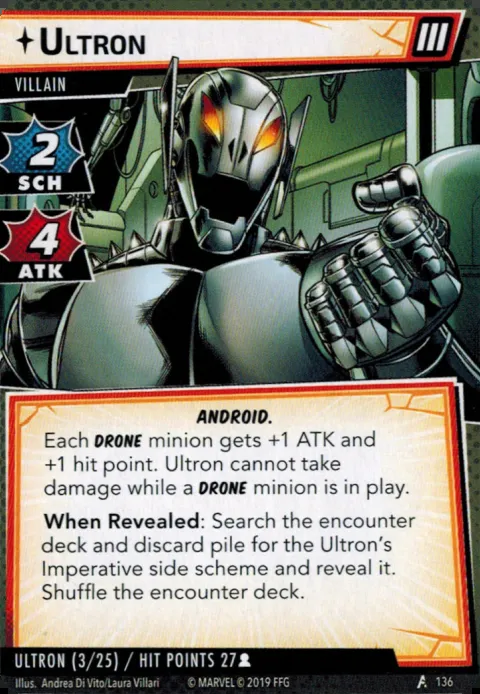 ULTRON
III
VILLAIN
2
SCH
4
ATK
ANDROID.
Each DRONE minion gets +1 ATK and
+1 hit point. Ultron cannot take
damage while a DRONE minion is in play.
When Revealed: Search the encounter
deck and discard pile for the Ultron's
Imperative side scheme and reveal it.
Shuffle the encounter deck.
ULTRON (3/25) / HIT POINTS 27
Illus. Andrea Di Vito/Laura Villari © MARVEL © 2019 FFG 136